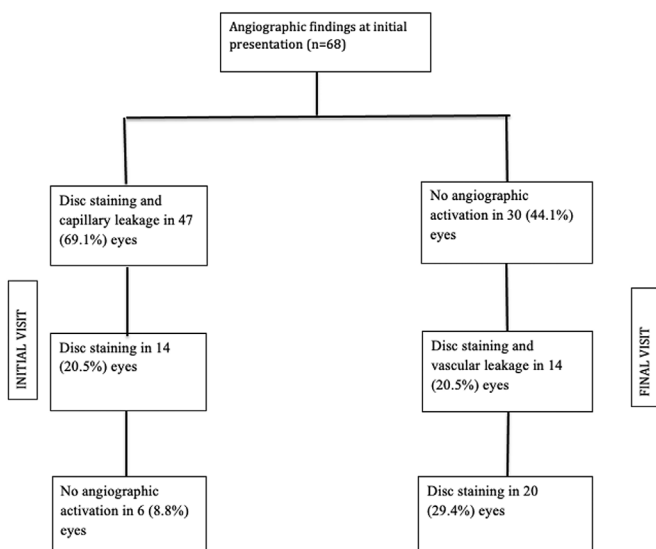 Angiographic findings at initial
presentation (n=68)
Disc staining and
capillary leakage in 47
(69.1%) eyes
No angiographic
activation in 30 (44.1%)
eyes
INITIAL VISIT
Disc staining in 14
(20.5%) eyes
Disc staining and
vascular leakage in 14
(20.5%) eyes
FINAL VISIT
No angiographic
activation in 6 (8.8%)
eyes
Disc staining in 20
(29.4%) eyes